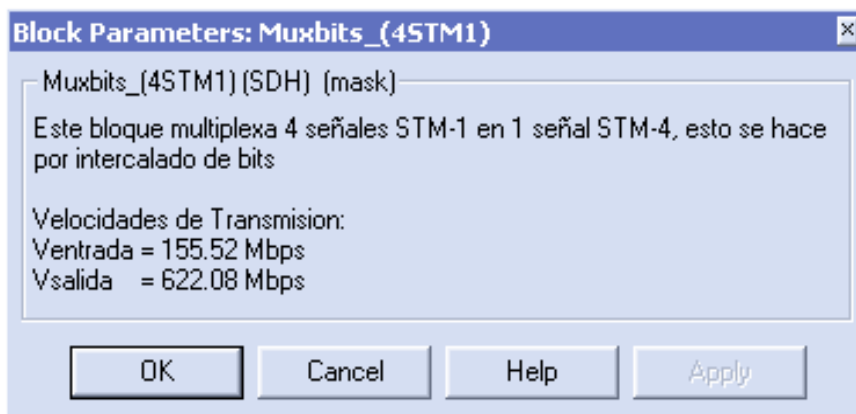 Block Parameters: Muxbits_(4STM1)
Muxbits_(4STM1) (SDH) (mask)
Este bloque multiplexa 4 señales STM-1 en 1 señal STM-4, esto se hace
por intercalado de bits
Velocidades de Transmision:
Ventrada = 155.52 Mbps
Vsalida = 622.08 Mbps
OK Cancel Help Apply